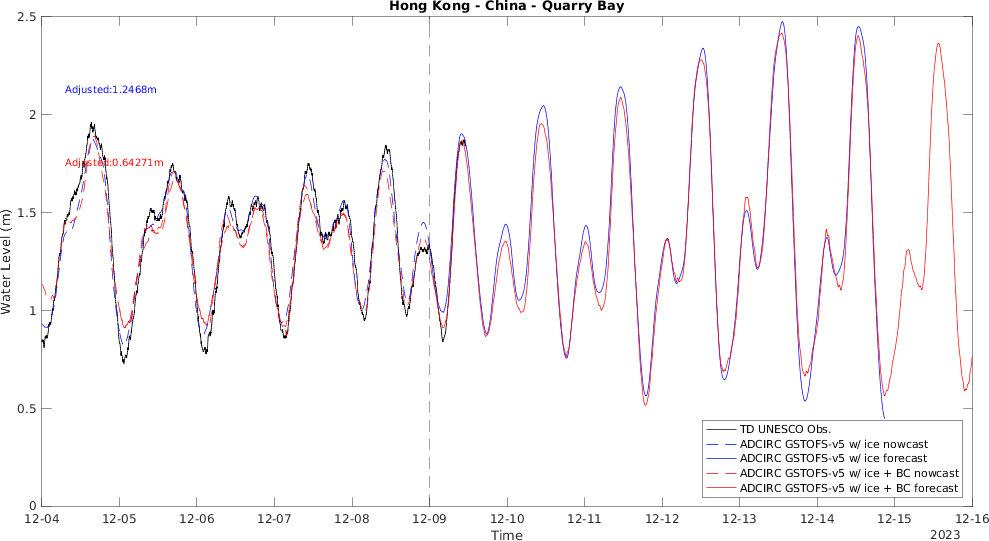 Hong Kong - China - Quarry Bay
2.5
2
1.5
1
0.5
0
Water Level (m)
Adjusted:1.2468m
Adjusted:0.64271m
TD UNESCO Obs.
ADCIRC GSTOFS-v5 w/ ice nowcast
ADCIRC GSTOFS-v5 w/ ice forecast
ADCIRC GSTOFS-v5 w/ ice + BC nowcast
ADCIRC GSTOFS-v5 w/ ice + BC forecast
12-04 12-05 12-06 12-07 12-08 12-09 12-10 12-11 12-12 12-13 12-14 12-15 12-16
Time
2023